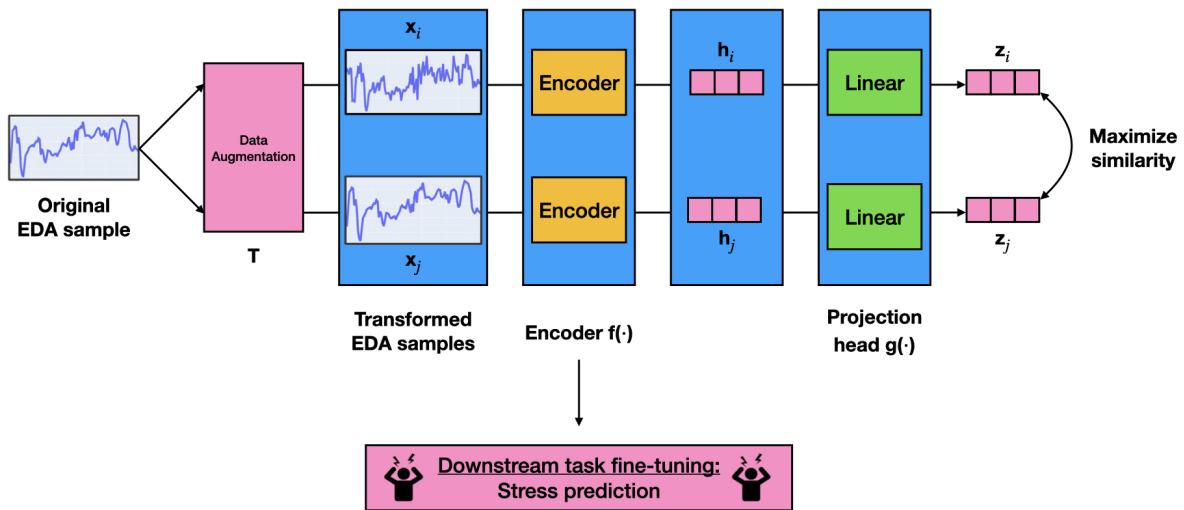 x_i
h_i
z_i
Encoder
Linear
Data
Augmentation
Maximize
similarity
Original
EDA sample
Encoder
Linear
T
x_j
h_j
z_j
Transformed
EDA samples
Encoder f(·)
Projection
head g(·)
Downstream task fine-tuning:
Stress prediction